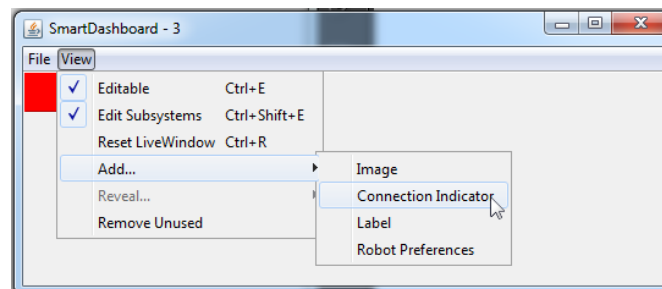 SmartDashboard - 3
File View
Editable Ctrl+E
Edit Subsystems Ctrl+Shift+E
Reset LiveWindow Ctrl+R
Add...
Reveal...
Remove Unused
Image
Connection Indicator
Label
Robot Preferences